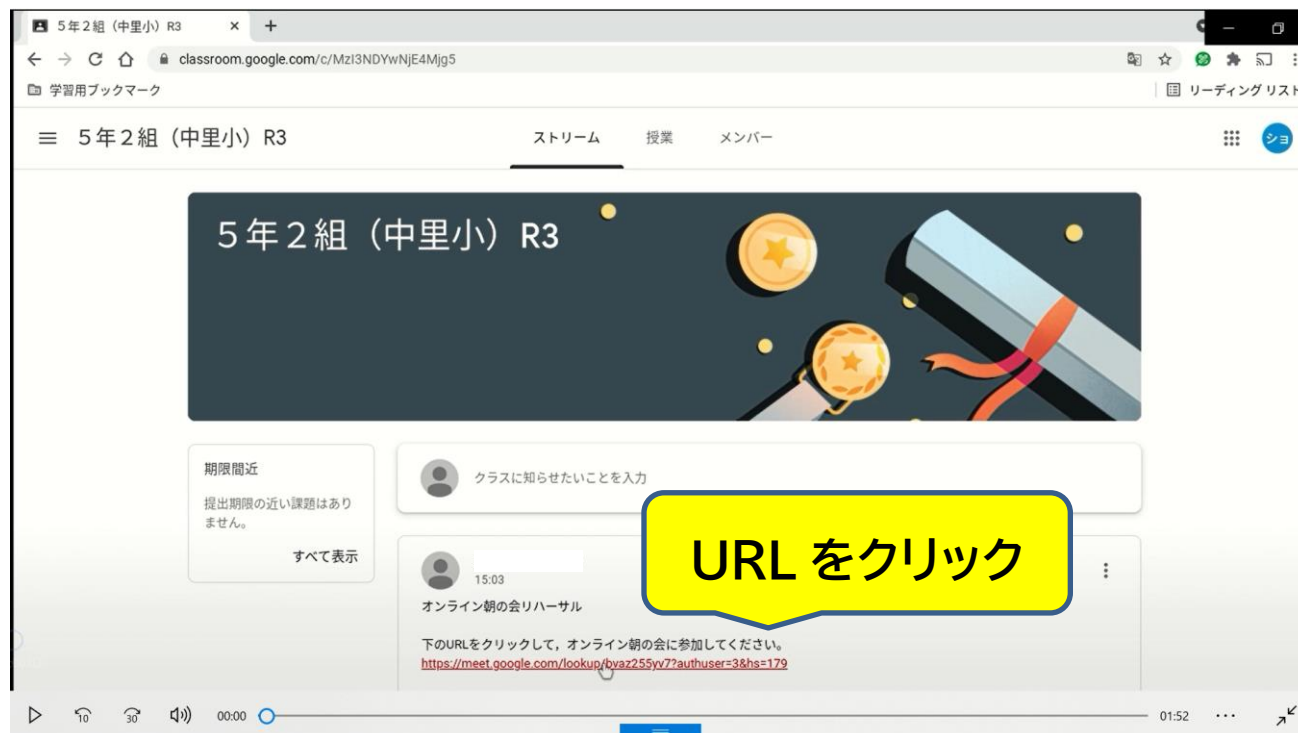 5年2組（中里小）R3
classroom.google.com/c/MzI3NDYwNjE4Mjg5
学習用ブックマーク
リーディングリスト
５年２組（中里小）R3
ストリーム 授業 メンバー
ショ
５年２組（中里小）R3
期限間近
提出期限の近い課題はあり
ません。
すべて表示
クラスに知らせたいことを入力
URL をクリック
15:03
オンライン朝の会リハーサル
下のURLをクリックして，オンライン朝の会に参加してください。
https://meet.google.com/lookup/bvaz255yv7?authuser=3&hs=179
10 30 00:00 01:52